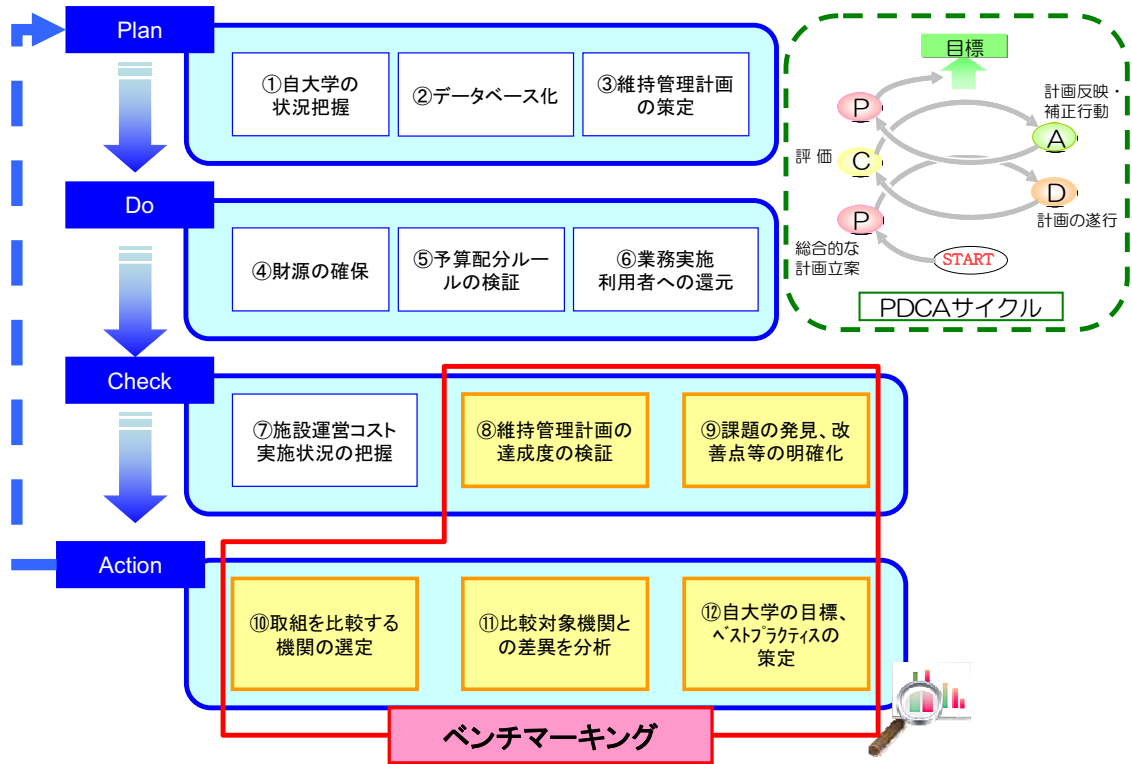 Plan
①自大学の
状況把握
②データベース化
③維持管理計画
の策定
Do
④財源の確保
⑤予算配分ルー
ルの検証
⑥業務実施
利用者への還元
Check
⑦施設運営コスト
実施状況の把握
⑧維持管理計画の
達成度の検証
⑨課題の発見、改
善点等の明確化
Action
⑩取組を比較する
機関の選定
⑪比較対象機関と
の差異を分析
⑫自大学の目標、
ﾍﾞｽﾄﾌﾟﾗｸﾃｨｽの
策定
ベンチマーキング
目標
P
計画反映・
補正行動
A
評 価
C
D
計画の遂行
P
総合的な
計画立案
START
PDCAサイクル